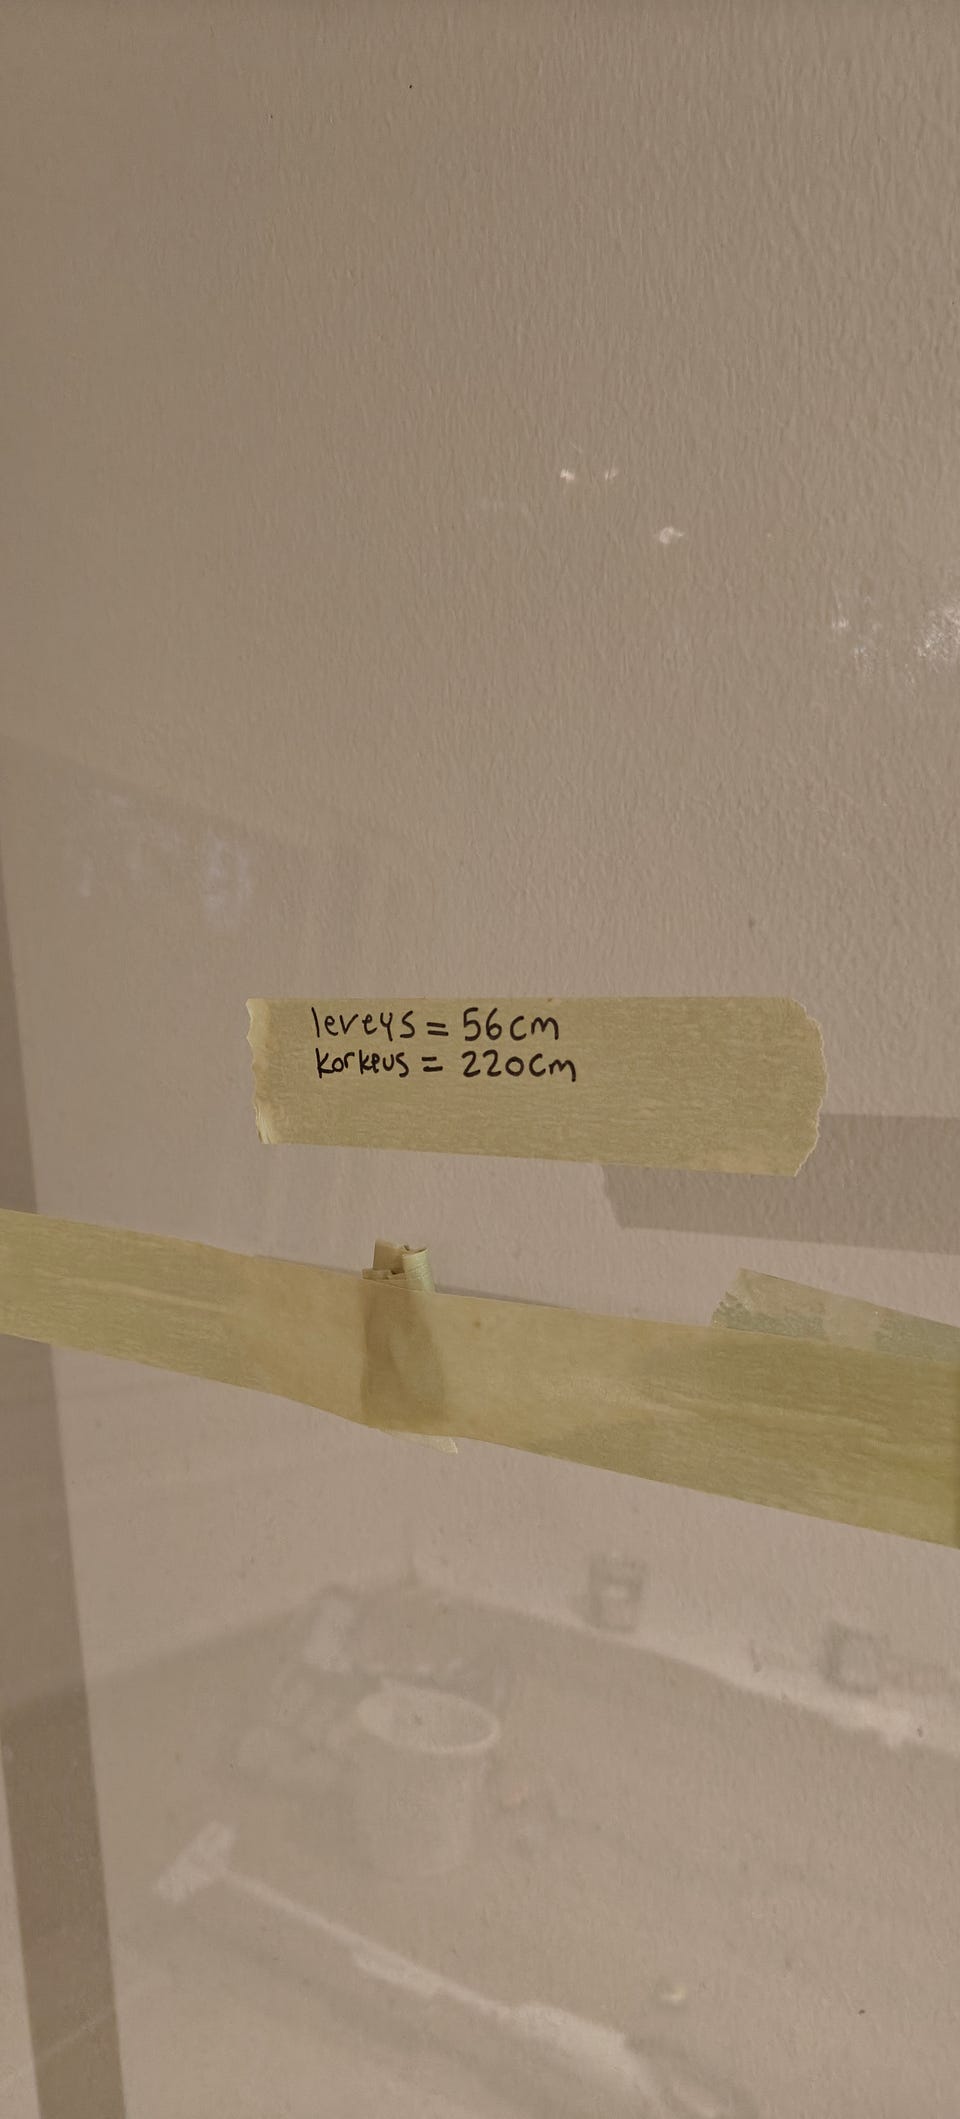 leveys = 56cm
korkeus = 220cm